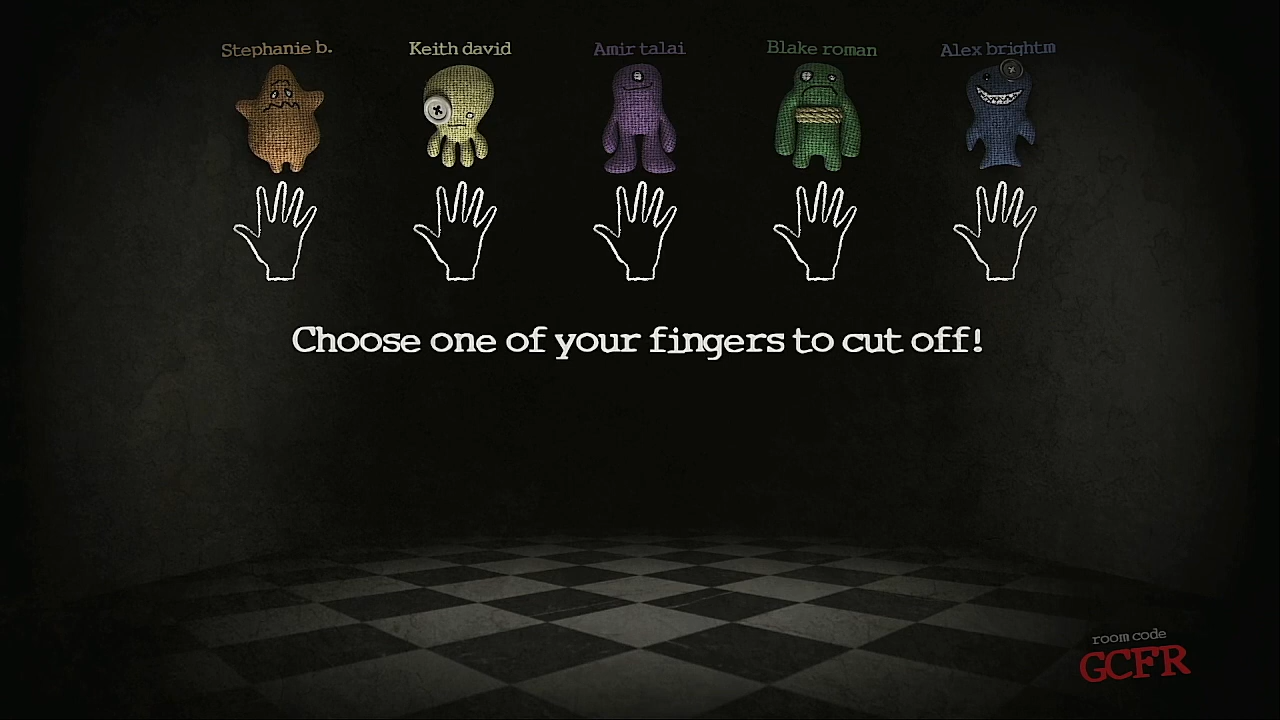 Stephanie b.
Keith david
Amir talai
Blake roman
Alex brightm
Choose one of your fingers to cut off!
room code
GCFR